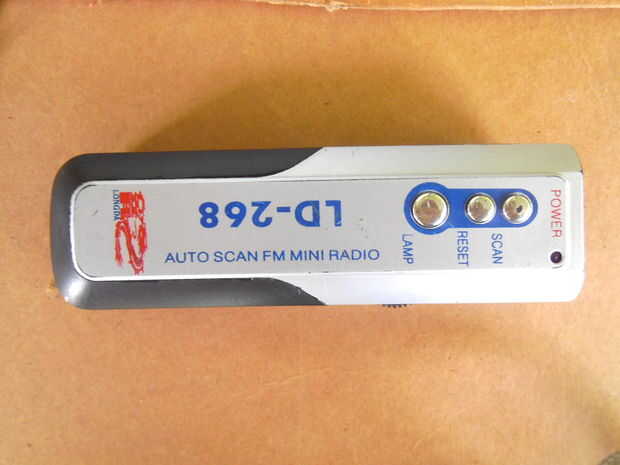 POWER
SCAN
RESET
LAMP
LD-268
AUTO SCAN FM MINI RADIO
LONGDA